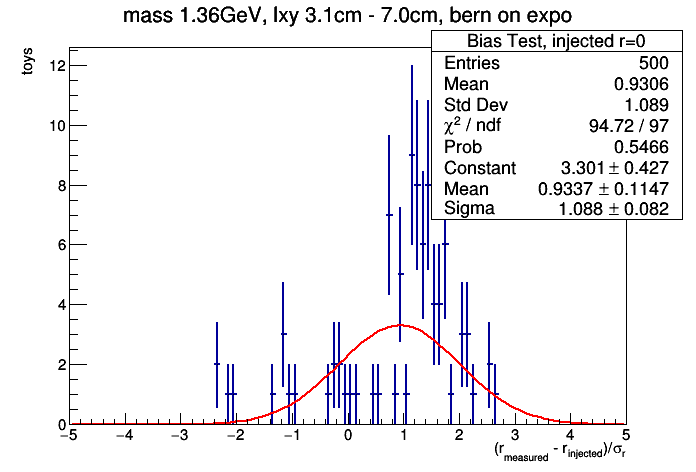 mass 1.36GeV, lxy 3.1cm - 7.0cm, bern on expo
toys
Bias Test, injected r=0
Entries 500
Mean 0.9306
Std Dev 1.089
χ² / ndf 94.72 / 97
Prob 0.5466
Constant 3.301 ± 0.427
Mean 0.9337 ± 0.1147
Sigma 1.088 ± 0.082
12
10
8
6
4
2
0
−5 −4 −3 −2 −1 0 1 2 3 4 5
(r_measured - r_injected)/σ_r